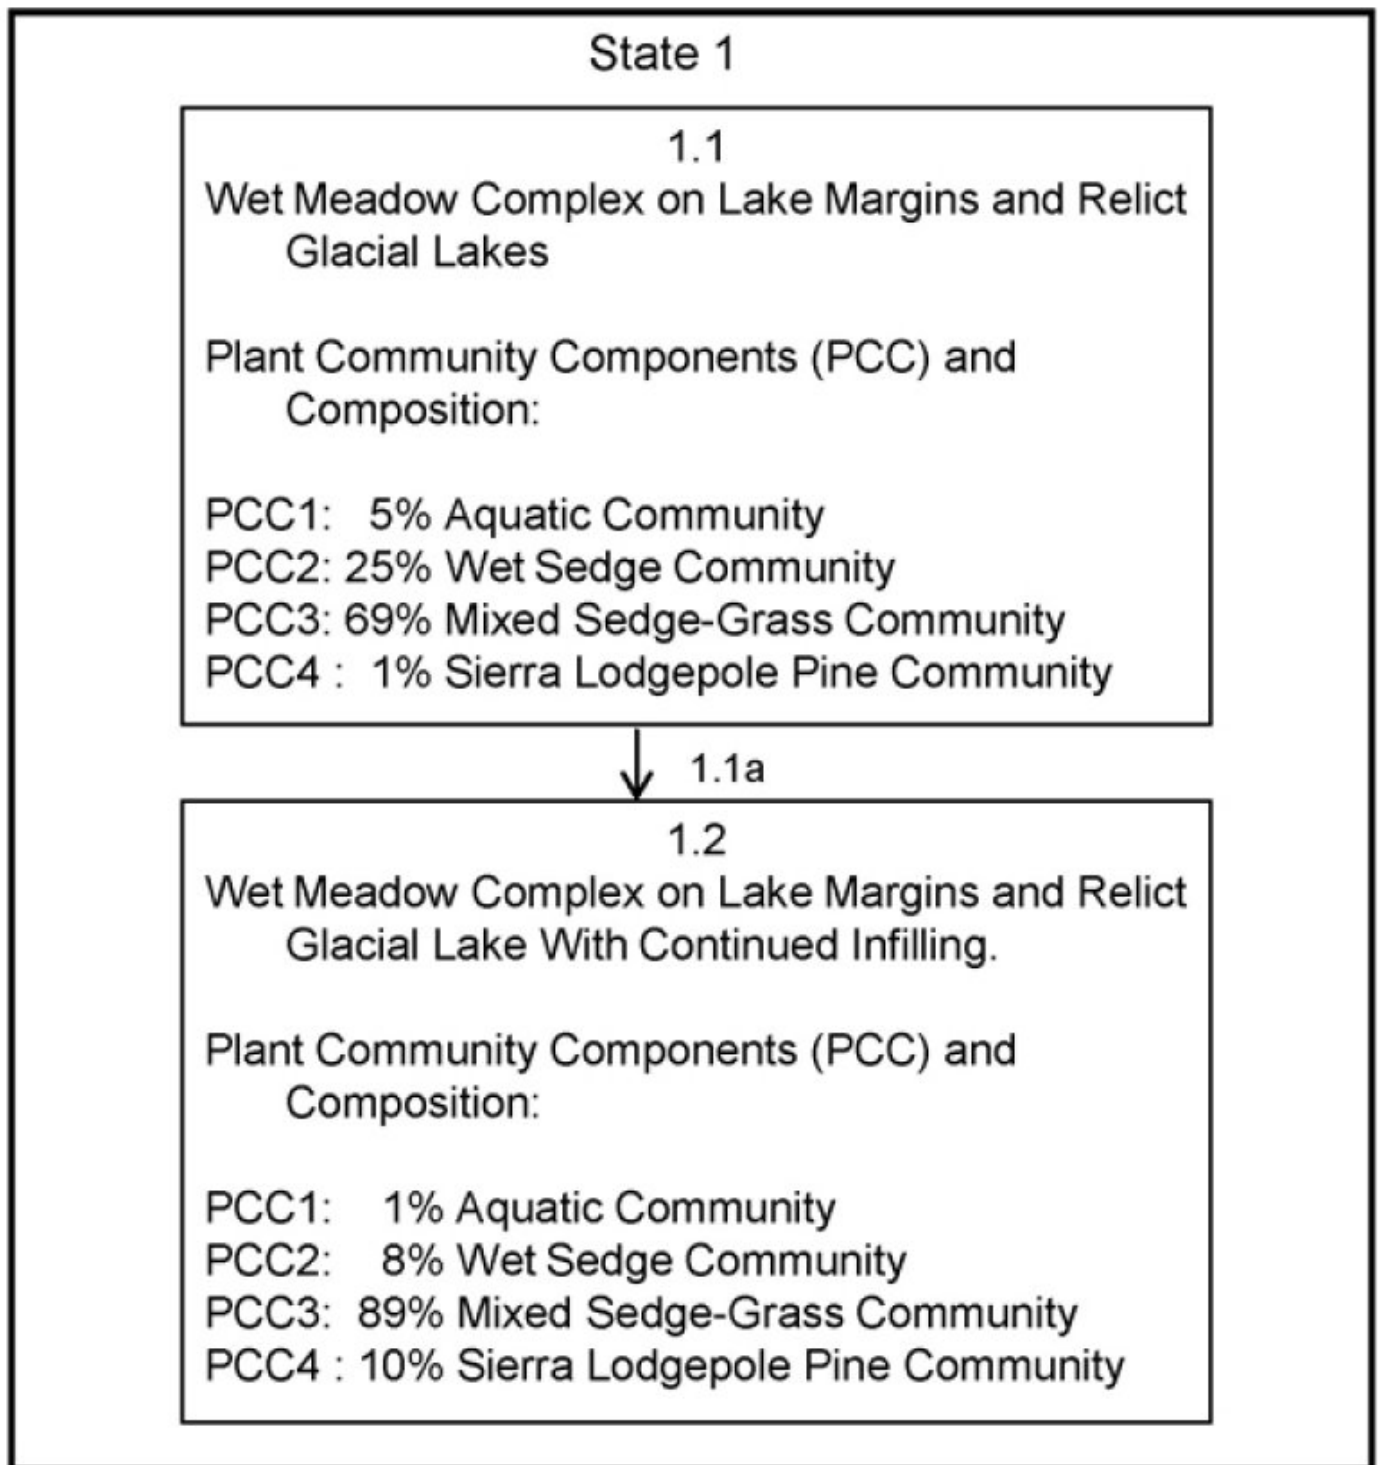 State 1
1.1
Wet Meadow Complex on Lake Margins and Relict
Glacial Lakes
Plant Community Components (PCC) and
Composition:
PCC1: 5% Aquatic Community
PCC2: 25% Wet Sedge Community
PCC3: 69% Mixed Sedge-Grass Community
PCC4 : 1% Sierra Lodgepole Pine Community
1.1a
1.2
Wet Meadow Complex on Lake Margins and Relict
Glacial Lake With Continued Infilling.
Plant Community Components (PCC) and
Composition:
PCC1: 1% Aquatic Community
PCC2: 8% Wet Sedge Community
PCC3: 89% Mixed Sedge-Grass Community
PCC4 : 10% Sierra Lodgepole Pine Community